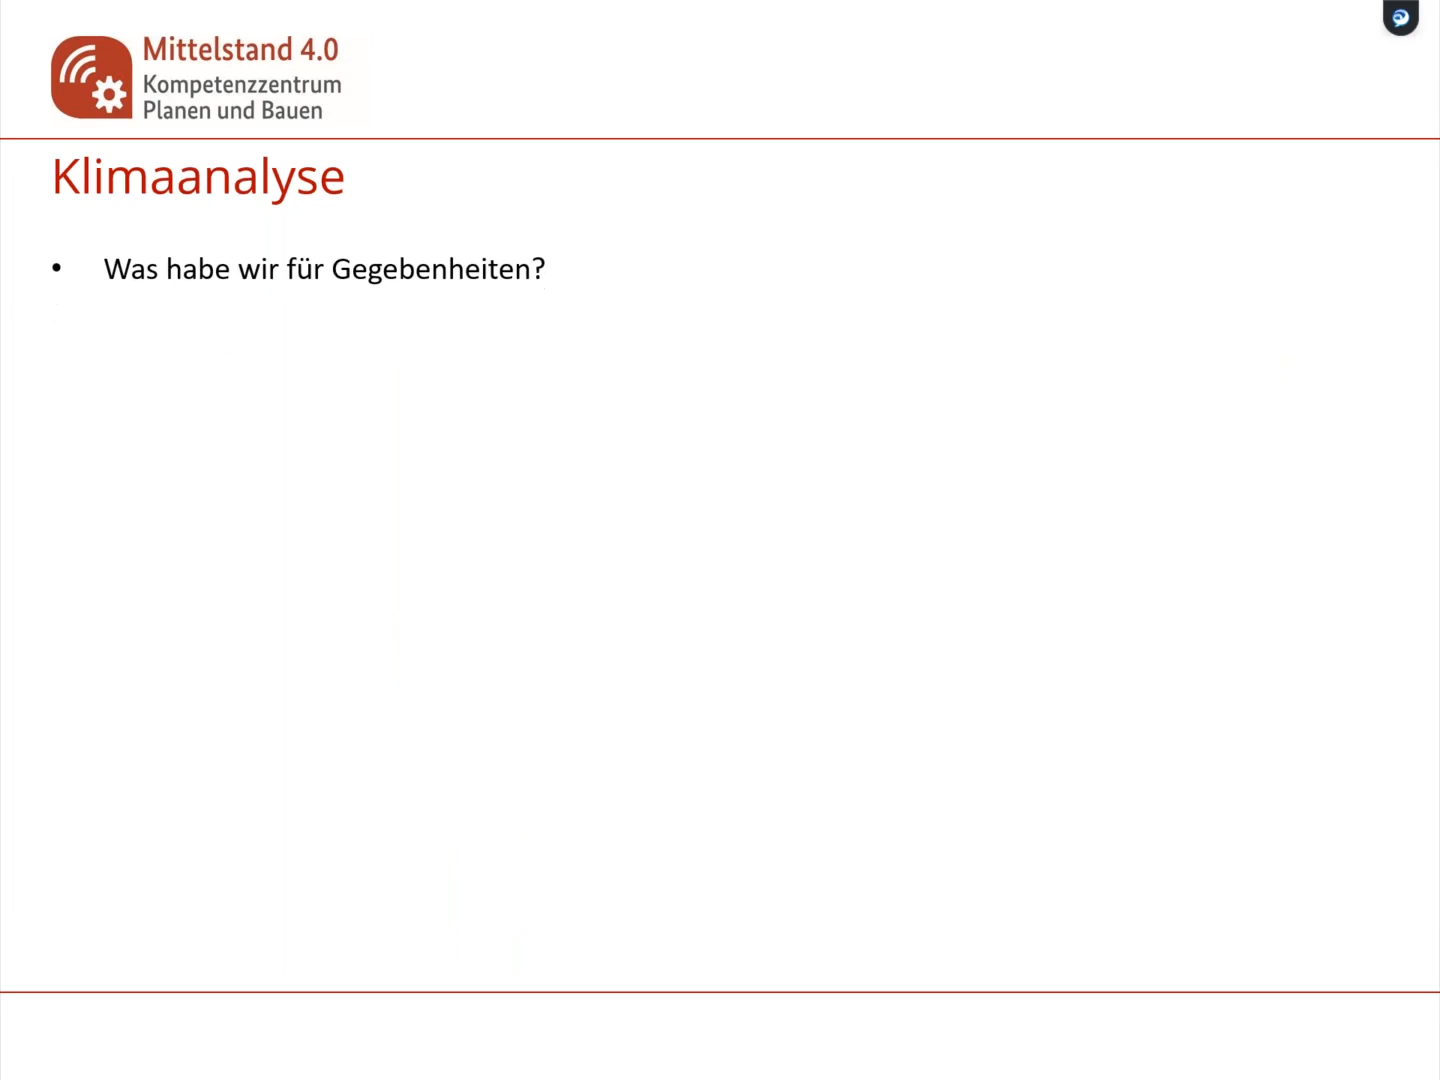 Mittelstand 4.0
Kompetenzzentrum
Planen und Bauen
Klimaanalyse
• Was habe wir für Gegebenheiten?